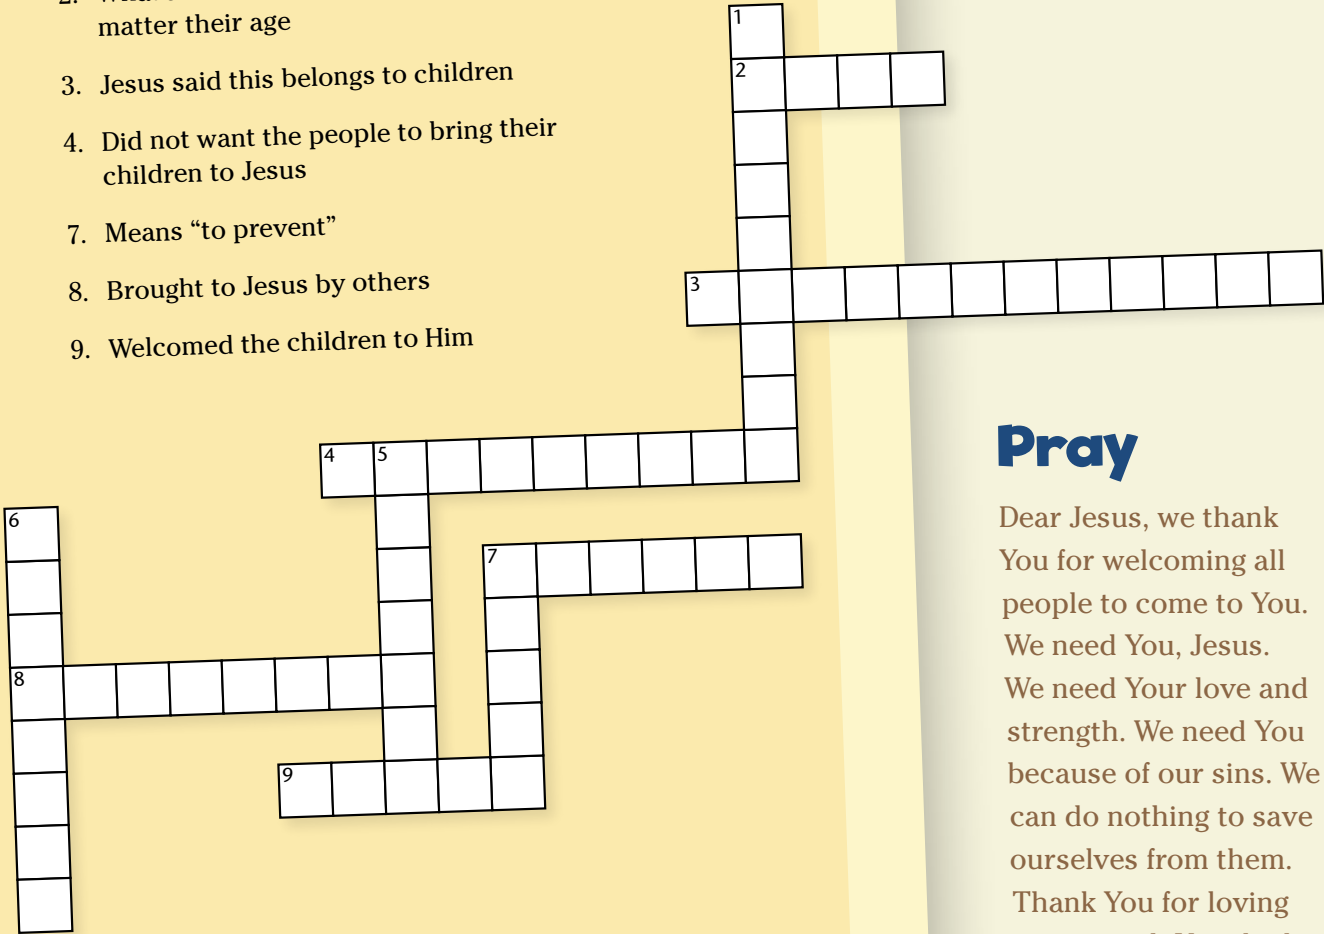 2.
matter their age
3. Jesus said this belongs to children
4. Did not want the people to bring their
children to Jesus
7. Means “to prevent”
8. Brought to Jesus by others
9. Welcomed the children to Him
1
2
3
4 5
6
7
8
9
Pray
Dear Jesus, we thank
You for welcoming all
people to come to You.
We need You, Jesus.
We need Your love and
strength. We need You
because of our sins. We
can do nothing to save
ourselves from them.
Thank You for loving